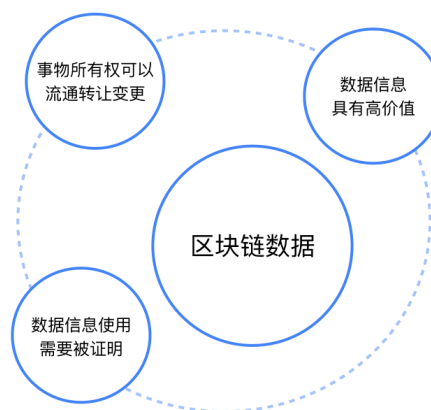 事物所有权可以
流通转让变更
数据信息
具有高价值
区块链数据
数据信息使用
需要被证明